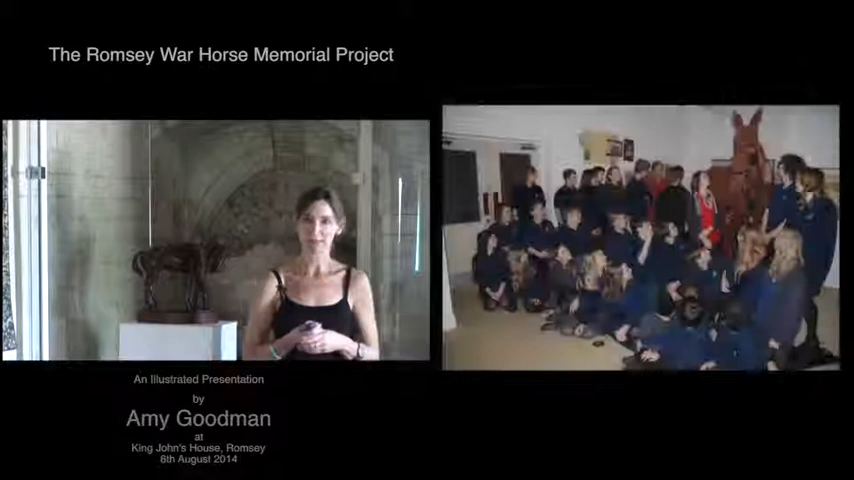 The Romsey War Horse Memorial Project
An Illustrated Presentation
by
Amy Goodman
at
King John's House, Romsey
6th August 2014